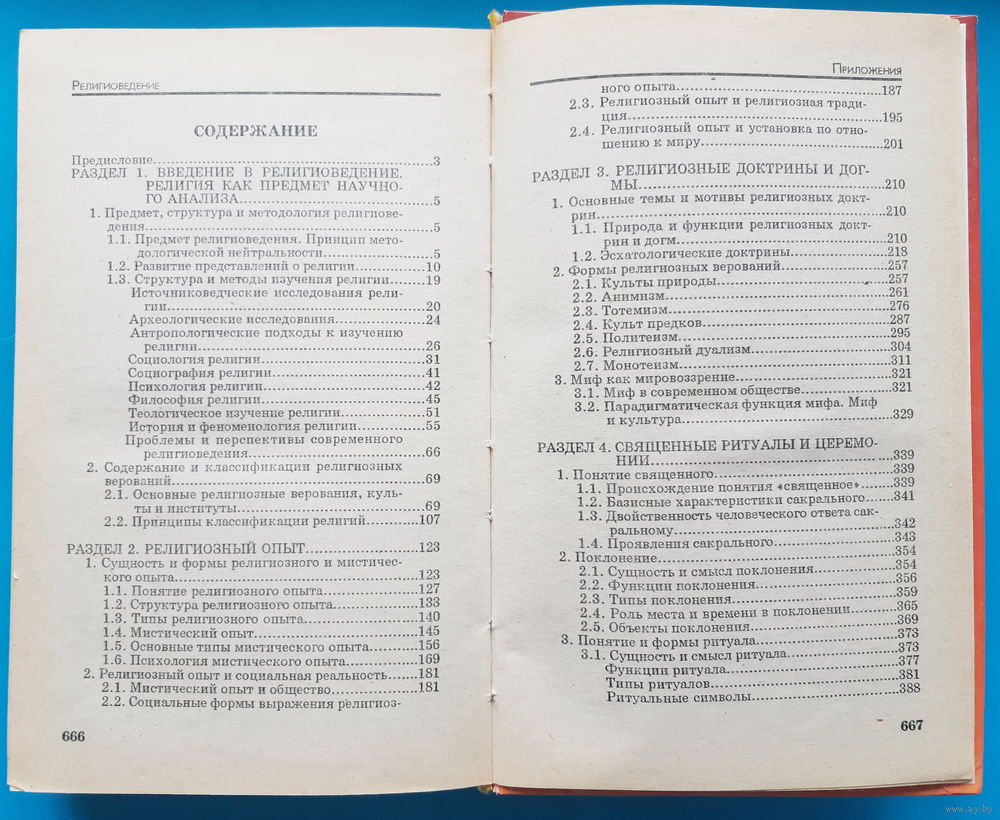 Религиоведение
СОДЕРЖАНИЕ
Предисловие.....3
РАЗДЕЛ 1. ВВЕДЕНИЕ В РЕЛИГИОВЕДЕНИЕ.
РЕЛИГИЯ КАК ПРЕДМЕТ НАУЧНО-
ГО АНАЛИЗА.....5
1. Предмет, структура и методология религиове-
дения.....5
1.1. Предмет религиоведения. Принцип мето-
дологической нейтральности.....5
1.2. Развитие представлений о религии.....10
1.3. Структура и методы изучения религии.....19
Источниковедческие исследования рели-
гии.....20
Археологические исследования.....24
Антропологические подходы к изучению
религии.....26
Социология религии.....31
Социография религии.....41
Психология религии.....42
Философия религии.....45
Теологическое изучение религии.....51
История и феноменология религии.....55
Проблемы и перспективы современного
религиоведения.....66
2. Содержание и классификации религиозных
верований.....69
2.1. Основные религиозные верования, куль-
ты и институты.....69
2.2. Принципы классификации религий.....107
РАЗДЕЛ 2. РЕЛИГИОЗНЫЙ ОПЫТ.....123
1. Сущность и формы религиозного и мистичес-
кого опыта.....123
1.1. Понятие религиозного опыта.....127
1.2. Структура религиозного опыта.....133
1.3. Типы религиозного опыта.....140
1.4. Мистический опыт.....145
1.5. Основные типы мистического опыта.....156
1.6. Психология мистического опыта.....169
2. Религиозный опыт и социальная реальность.....181
2.1. Мистический опыт и общество.....181
2.2. Социальные формы выражения религиоз-
666
Приложения
ного опыта.....187
2.3. Религиозный опыт и религиозная тради-
ция.....195
2.4. Религиозный опыт и установка по отно-
шению к миру.....201
РАЗДЕЛ 3. РЕЛИГИОЗНЫЕ ДОКТРИНЫ И ДОГ-
МЫ.....210
1. Основные темы и мотивы религиозных докт-
рин.....210
1.1. Природа и функции религиозных докт-
рин и догм.....210
1.2. Эсхатологические доктрины.....218
2. Формы религиозных верований.....257
2.1. Культы природы.....257
2.2. Анимизм.....261
2.3. Тотемизм.....276
2.4. Культ предков.....287
2.5. Политеизм.....295
2.6. Религиозный дуализм.....304
2.7. Монотеизм.....311
3. Миф как мировоззрение.....321
3.1. Миф в современном обществе.....321
3.2. Парадигматическая функция мифа. Миф
и культура.....329
РАЗДЕЛ 4. СВЯЩЕННЫЕ РИТУАЛЫ И ЦЕРЕМО-
НИИ.....339
1. Понятие священного.....339
1.1. Происхождение понятия «священное».....339
1.2. Базисные характеристики сакрального.....341
1.3. Двойственность человеческого ответа сак-
ральному.....342
1.4. Проявления сакрального.....343
2. Поклонение.....354
2.1. Сущность и смысл поклонения.....354
2.2. Функции поклонения.....356
2.3. Типы поклонения.....359
2.4. Роль места и времени в поклонении.....365
2.5. Объекты поклонения.....369
3. Понятие и формы ритуала.....373
3.1. Сущность и смысл ритуала.....373
Функции ритуала.....377
Типы ритуалов.....381
Ритуальные символы.....388
667
www.ay.by